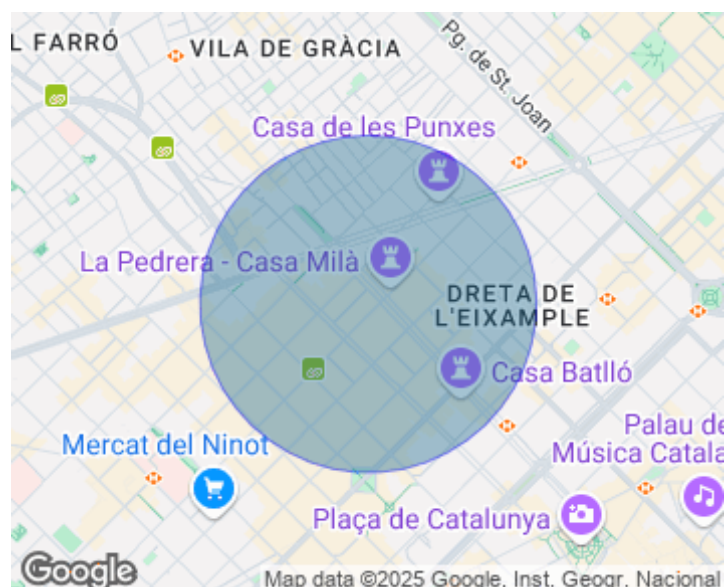 L FARRÓ
VILA DE GRÀCIA
Pg. de St. Joan
Casa de les Punxes
La Pedrera - Casa Milà
DRETA DE
L'EIXAMPLE
Casa Batlló
Mercat del Ninot
Palau de
Música Catala
Plaça de Catalunya
Google
Map data ©2025 Google, Inst. Geogr. Nacional